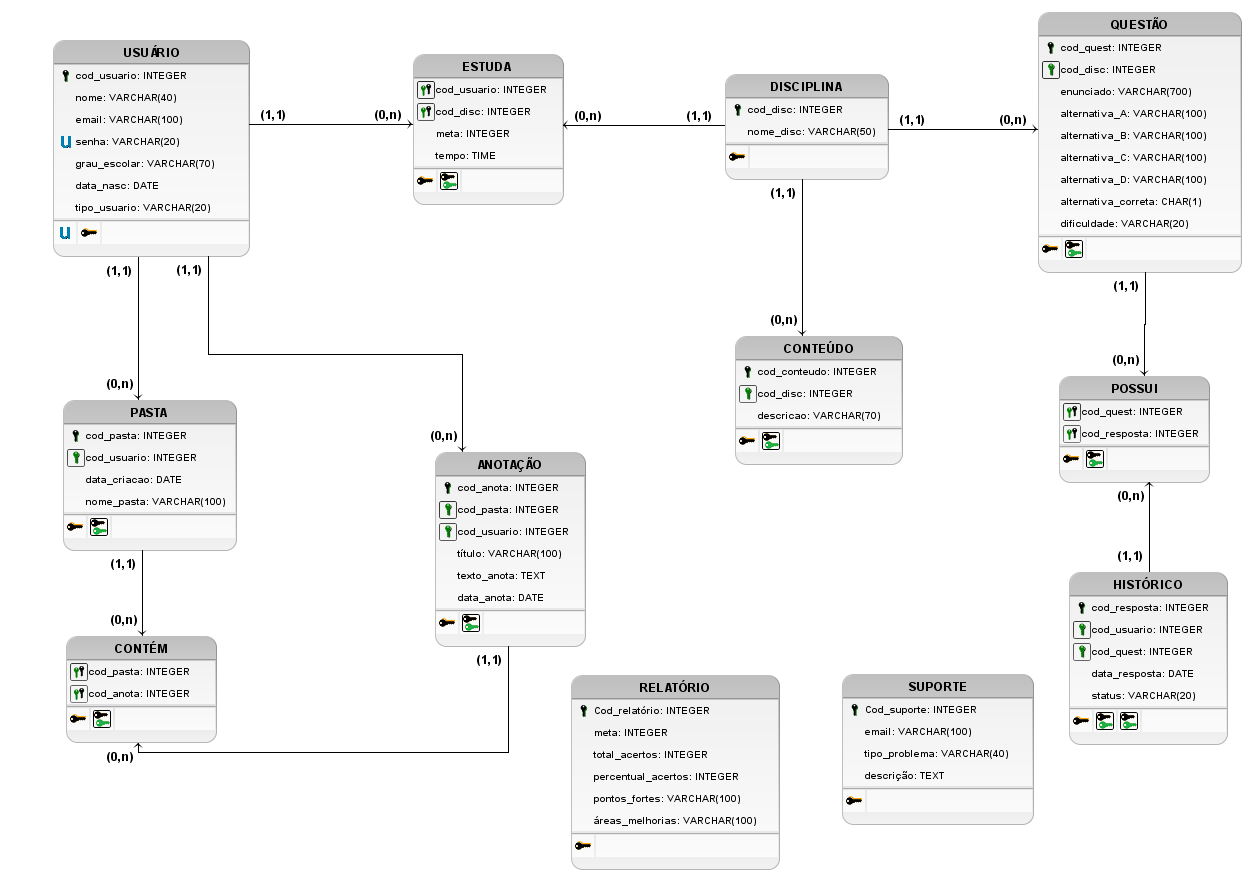 USUÁRIO
cod_usuario: INTEGER
nome: VARCHAR(40)
email: VARCHAR(100)
U senha: VARCHAR(20)
grau_escolar: VARCHAR(70)
data_nasc: DATE
tipo_usuario: VARCHAR(20)
U
(1,1)
(0,n)
ESTUDA
cod_usuario: INTEGER
cod_disc: INTEGER
meta: INTEGER
tempo: TIME
(0,n)
(1,1)
DISCIPLINA
cod_disc: INTEGER
nome_disc: VARCHAR(50)
(1,1)
(0,n)
QUESTÃO
cod_quest: INTEGER
cod_disc: INTEGER
enunciado: VARCHAR(700)
alternativa_A: VARCHAR(100)
alternativa_B: VARCHAR(100)
alternativa_C: VARCHAR(100)
alternativa_D: VARCHAR(100)
alternativa_correta: CHAR(1)
dificuldade: VARCHAR(20)
(1,1)
(1,1)
(1,1)
(1,1)
(0,n)
(0,n)
(0,n)
(0,n)
CONTEÚDO
cod_conteudo: INTEGER
cod_disc: INTEGER
descricao: VARCHAR(70)
POSSUI
cod_quest: INTEGER
cod_resposta: INTEGER
(0,n)
(1,1)
PASTA
cod_pasta: INTEGER
cod_usuario: INTEGER
data_criacao: DATE
nome_pasta: VARCHAR(100)
(1,1)
(0,n)
ANOTAÇÃO
cod_anota: INTEGER
cod_pasta: INTEGER
cod_usuario: INTEGER
título: VARCHAR(100)
texto_anota: TEXT
data_anota: DATE
(1,1)
HISTÓRICO
cod_resposta: INTEGER
cod_usuario: INTEGER
cod_quest: INTEGER
data_resposta: DATE
status: VARCHAR(20)
CONTÉM
cod_pasta: INTEGER
cod_anota: INTEGER
(0,n)
RELATÓRIO
Cod_relatório: INTEGER
meta: INTEGER
total_acertos: INTEGER
percentual_acertos: INTEGER
pontos_fortes: VARCHAR(100)
áreas_melhorias: VARCHAR(100)
SUPORTE
Cod_suporte: INTEGER
email: VARCHAR(100)
tipo_problema: VARCHAR(40)
descrição: TEXT